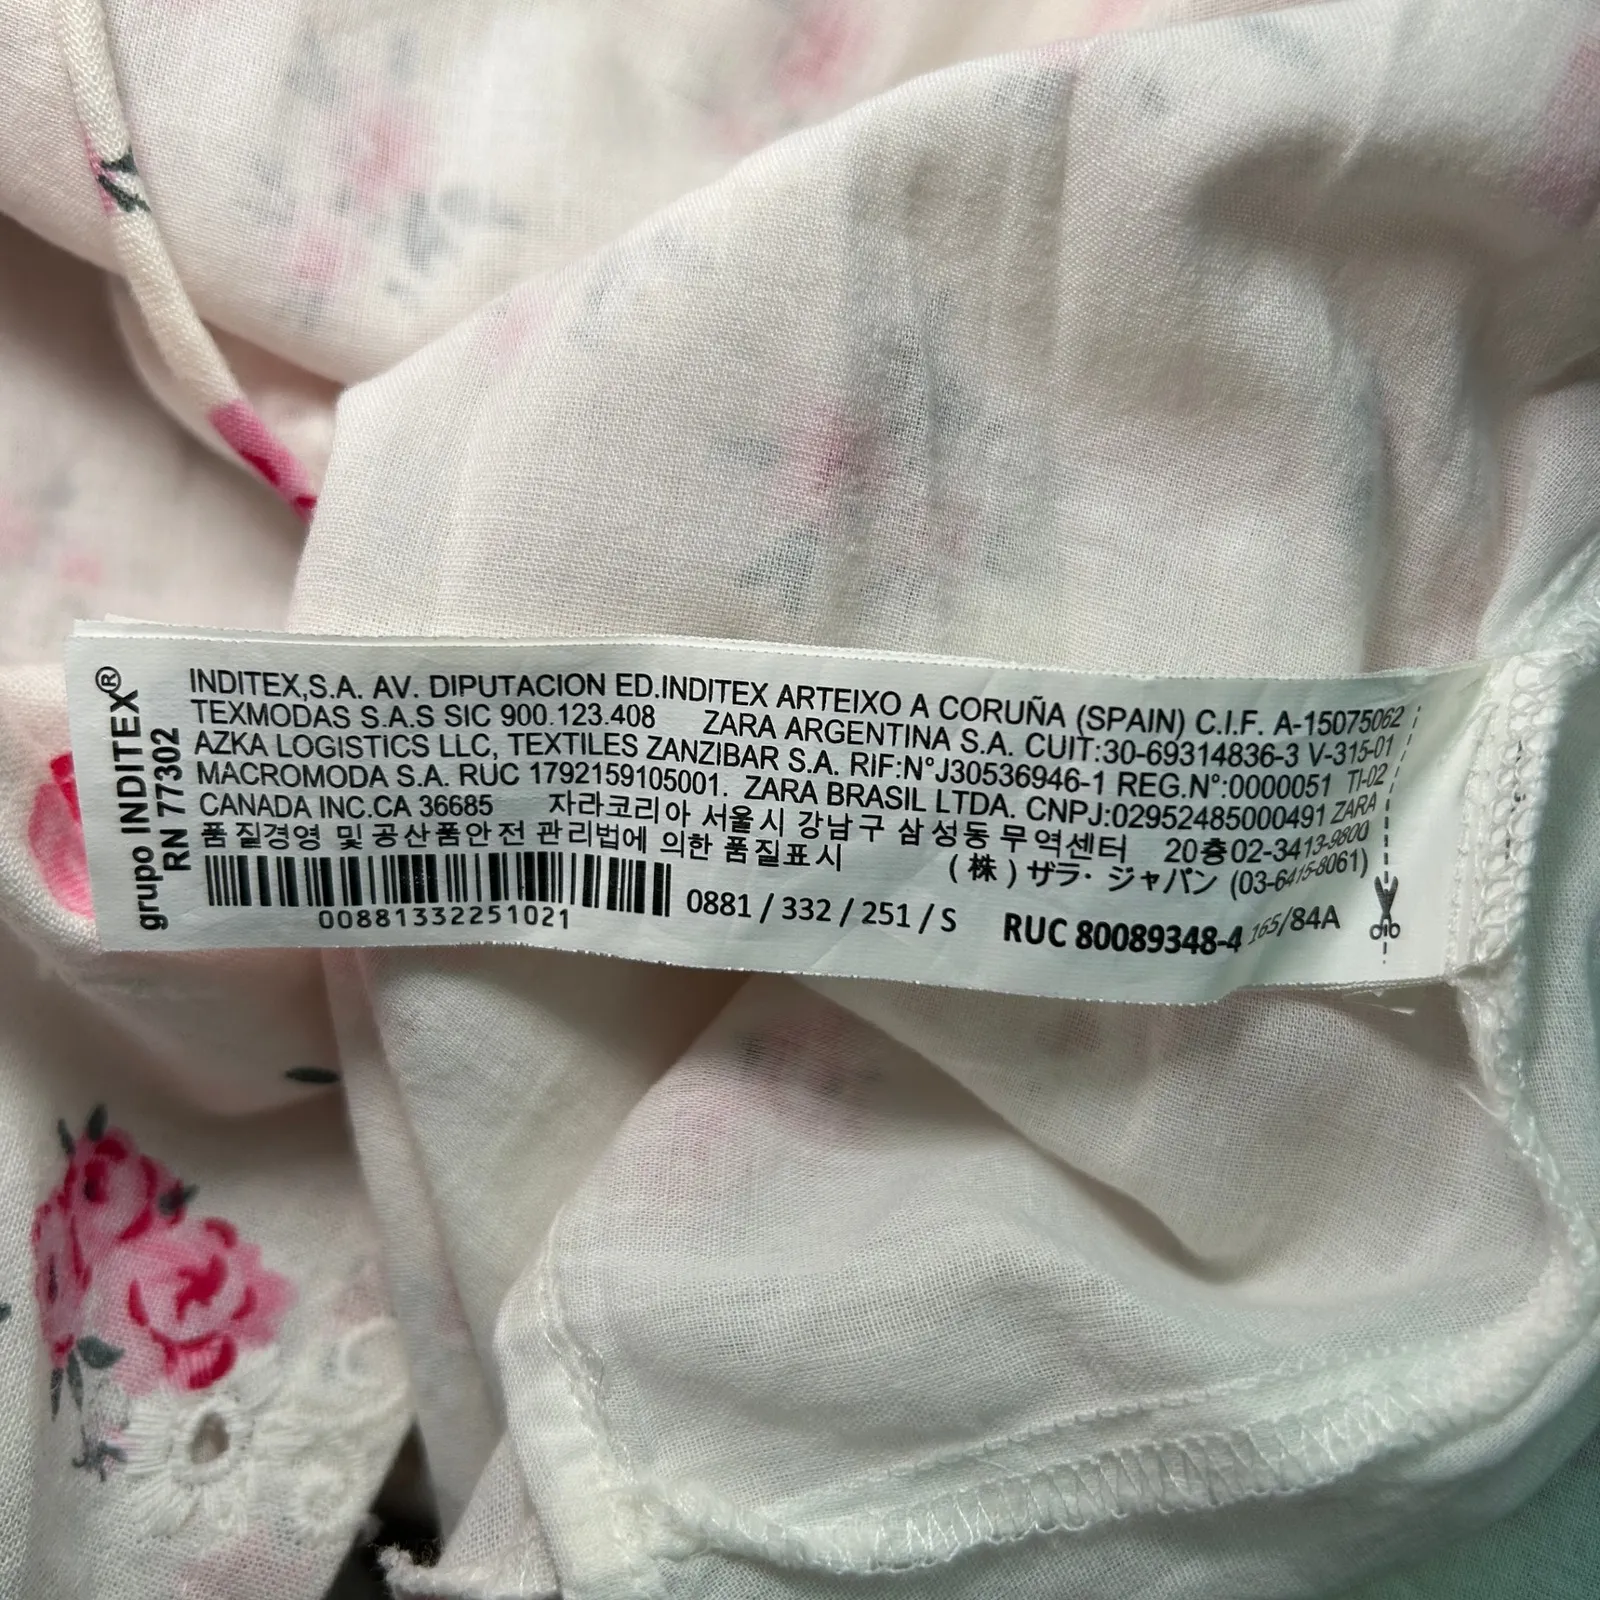 grupo INDITEX®
RN 77302
INDITEX,S.A. AV. DIPUTACION ED.INDITEX ARTEIXO A CORUÑA (SPAIN) C.I.F. A-15075062
TEXMODAS S.A.S SIC 900.123.408 ZARA ARGENTINA S.A. CUIT:30-69314836-3 V-315-01
AZKA LOGISTICS LLC, TEXTILES ZANZIBAR S.A. RIF:N°J30536946-1 REG.N°:0000051 TI-02
MACROMODA S.A. RUC 1792159105001. ZARA BRASIL LTDA. CNPJ:02952485000491 ZARA
CANADA INC.CA 36685 자라코리아 서울시 강남구 삼성동 무역센터 20층02-3413-9800
품질경영 및 공산품안전 관리법에 의한 품질표시 (株) ザラ・ジャパン (03-6415-8061)
00881332251021 0881 / 332 / 251 / S RUC 80089348-4 165/84A